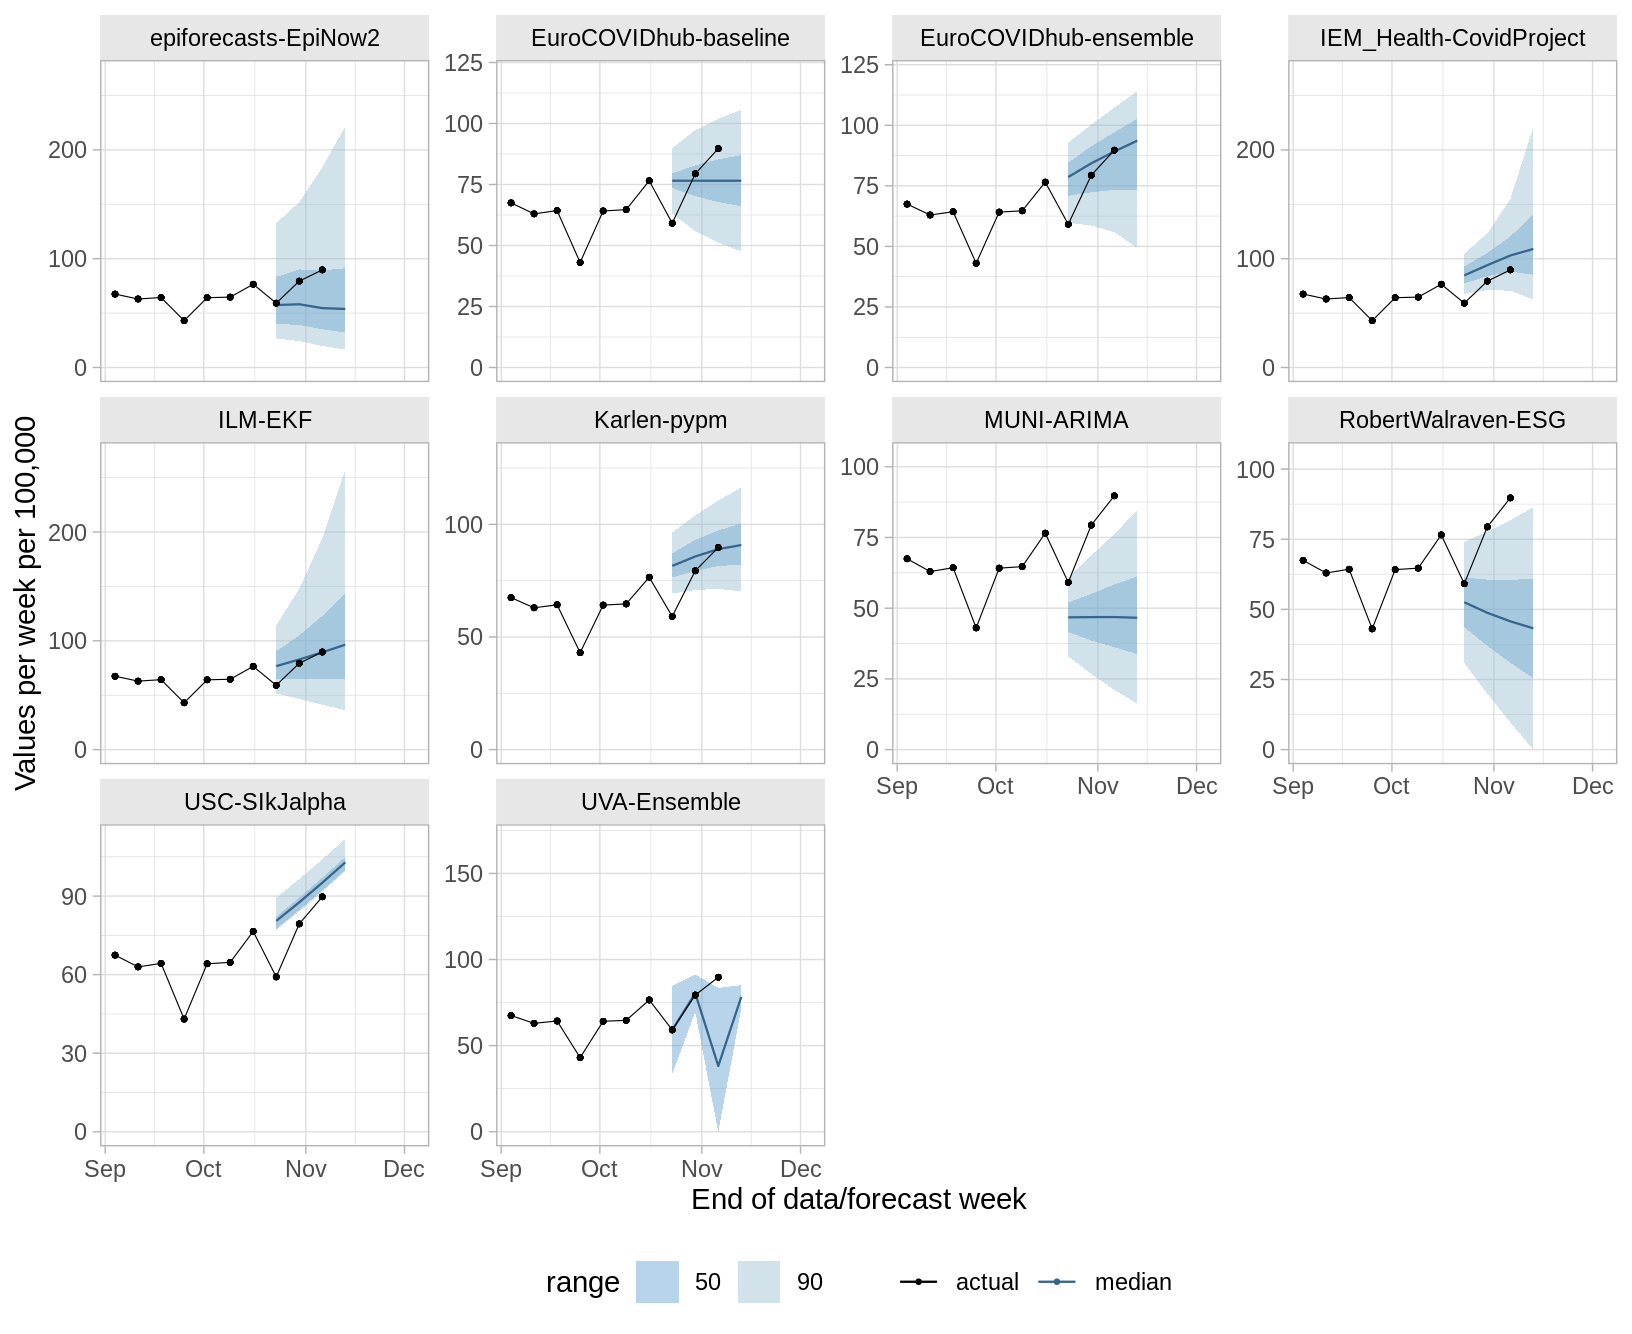 epiforecasts-EpiNow2
EuroCOVIDhub-baseline
EuroCOVIDhub-ensemble
IEM_Health-CovidProject
200
100
0
125
100
75
50
25
0
125
100
75
50
25
0
200
100
0
ILM-EKF
Karlen-pypm
MUNI-ARIMA
RobertWalraven-ESG
200
100
0
100
50
0
100
75
50
25
0
100
75
50
25
0
Sep Oct Nov Dec
Sep Oct Nov Dec
USC-SIkJalpha
UVA-Ensemble
90
60
30
0
150
100
50
0
Sep Oct Nov Dec
Sep Oct Nov Dec
Values per week per 100,000
End of data/forecast week
range 50 90 actual median